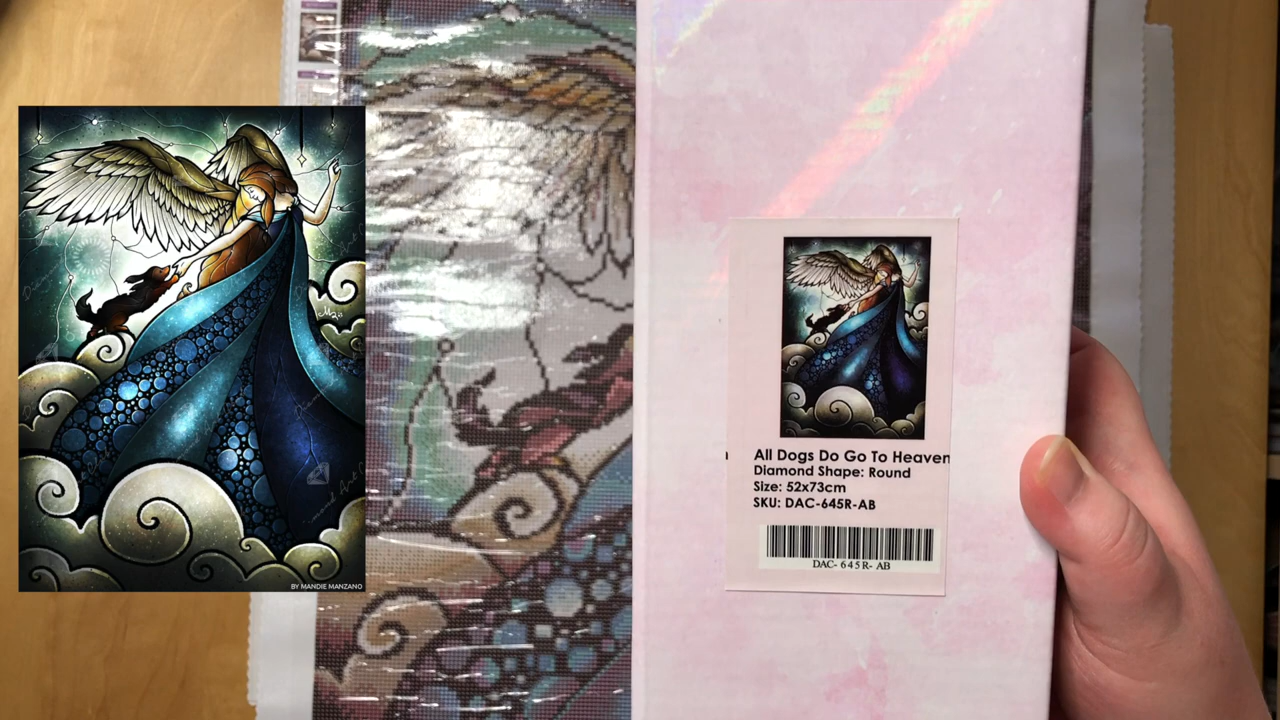 BY MANDIE MANZANO
All Dogs Do Go To Heaven
Diamond Shape: Round
Size: 52x73cm
SKU: DAC-645R-AB
DAC- 645R- AB